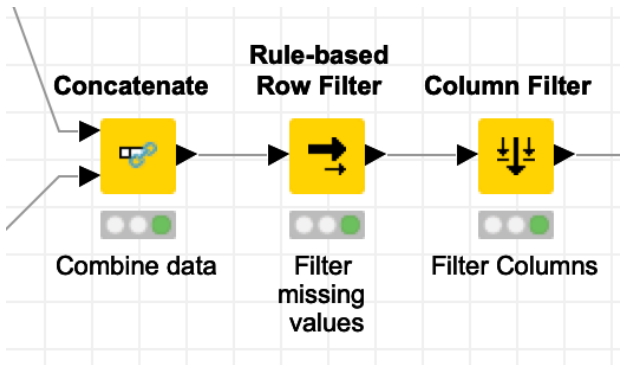 Concatenate
Rule-based
Row Filter
Column Filter
Combine data
Filter
missing
values
Filter Columns